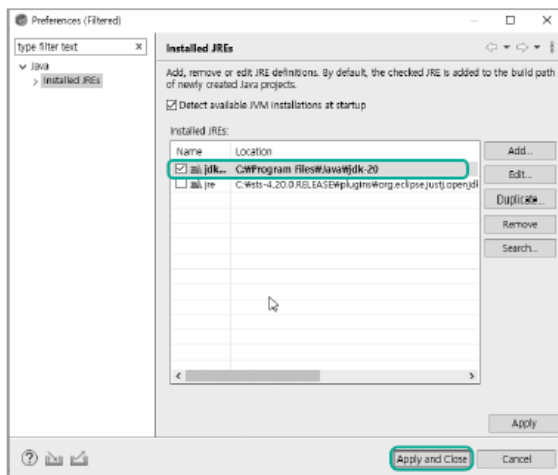 Preferences (Filtered)
type filter text
Java
Installed JREs
Installed JREs
Add, remove or edit JRE definitions. By default, the checked JRE is added to the build path of newly created Java projects.
Detect available JVM installations at startup
Installed JREs:
Name Location
jdk... C:₩Program Files₩Java₩jdk-20
jre C:₩sts-4.20.0.RELEASE₩plugins₩org.eclipse.justj.openjdl
Add...
Edit...
Duplicate...
Remove
Search...
Apply
Apply and Close Cancel